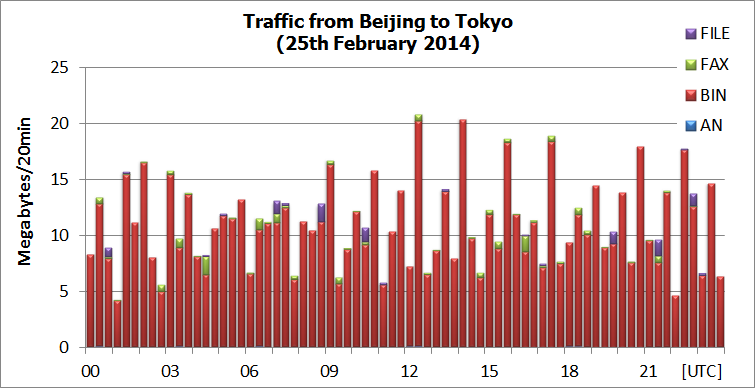 Traffic from Beijing to Tokyo
(25th February 2014)
FILE
FAX
BIN
AN
Megabytes/20min
25
20
15
10
5
0
00 03 06 09 12 15 18 21 [UTC]